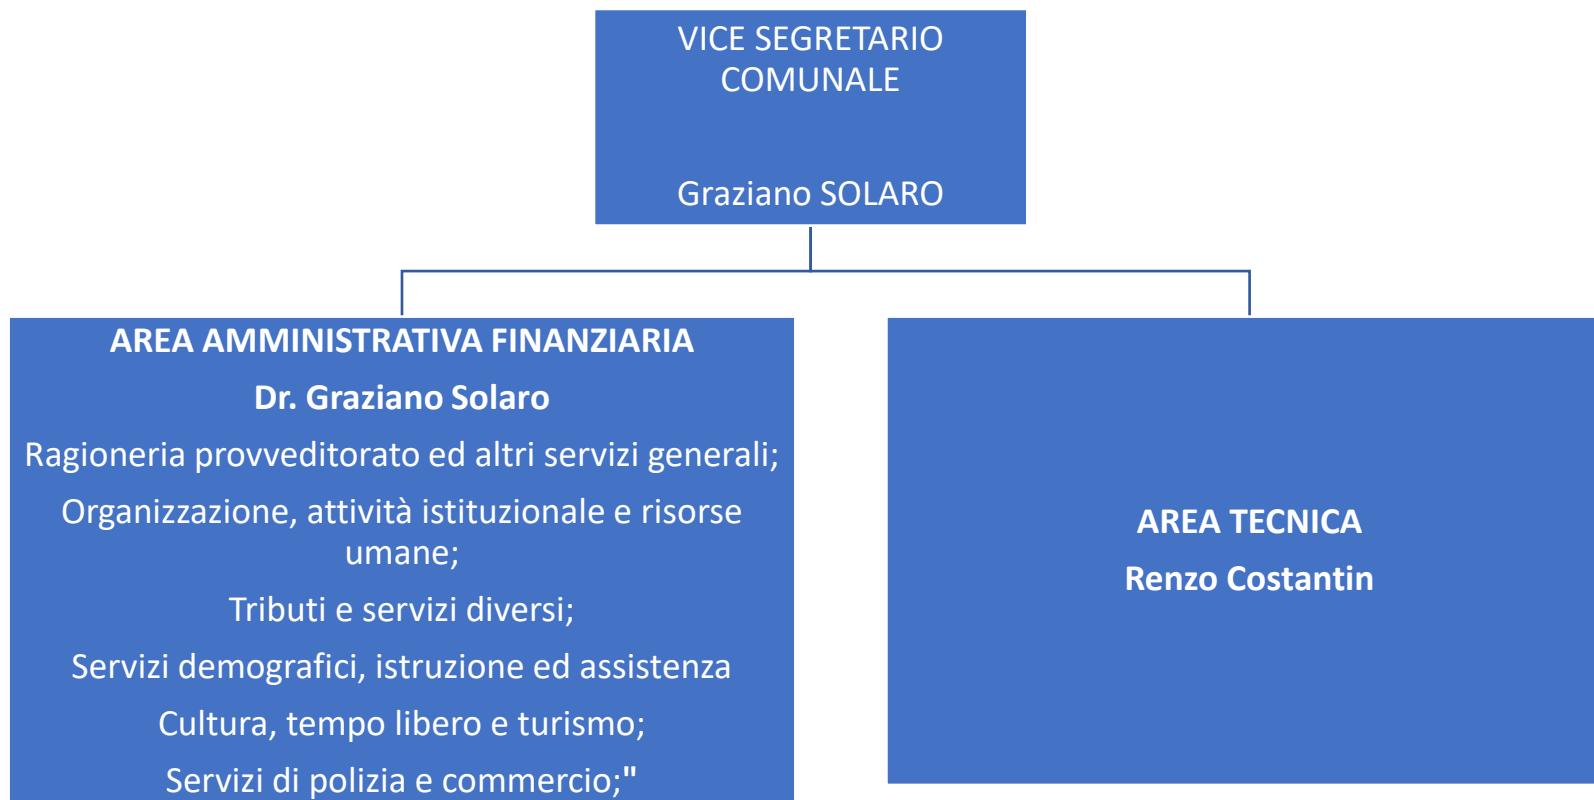 VICE SEGRETARIO
COMUNALE
Graziano SOLARO
AREA AMMINISTRATIVA FINANZIARIA
Dr. Graziano Solaro
Ragioneria provveditorato ed altri servizi generali;
Organizzazione, attività istituzionale e risorse
umane;
Tributi e servizi diversi;
Servizi demografici, istruzione ed assistenza
Cultura, tempo libero e turismo;
Servizi di polizia e commercio;"
AREA TECNICA
Renzo Costantin